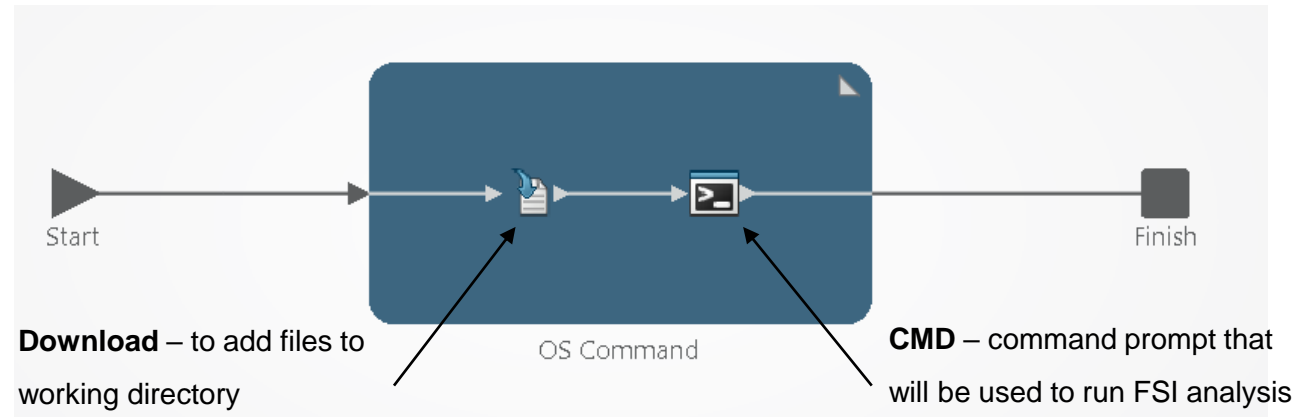 Start
Finish
OS Command
Download – to add files to
working directory
CMD – command prompt that
will be used to run FSI analysis